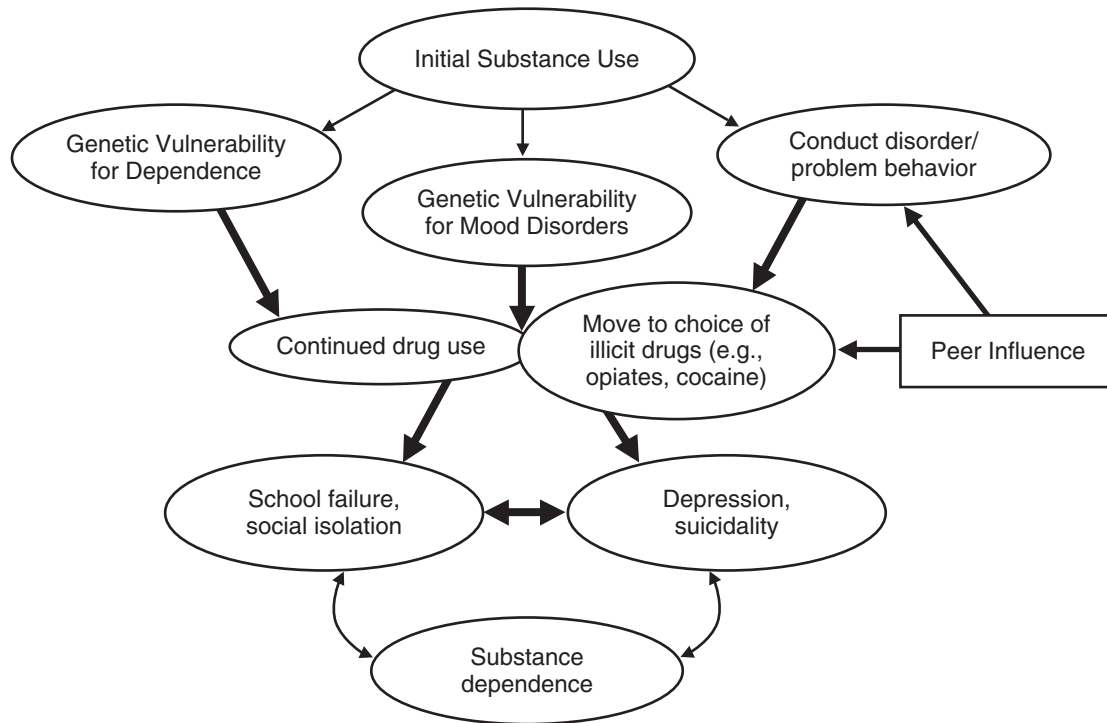 Initial Substance Use
Genetic Vulnerability
for Dependence
Conduct disorder/
problem behavior
Genetic Vulnerability
for Mood Disorders
Continued drug use
Move to choice of
illicit drugs (e.g.,
opiates, cocaine)
Peer Influence
School failure,
social isolation
Depression,
suicidality
Substance
dependence